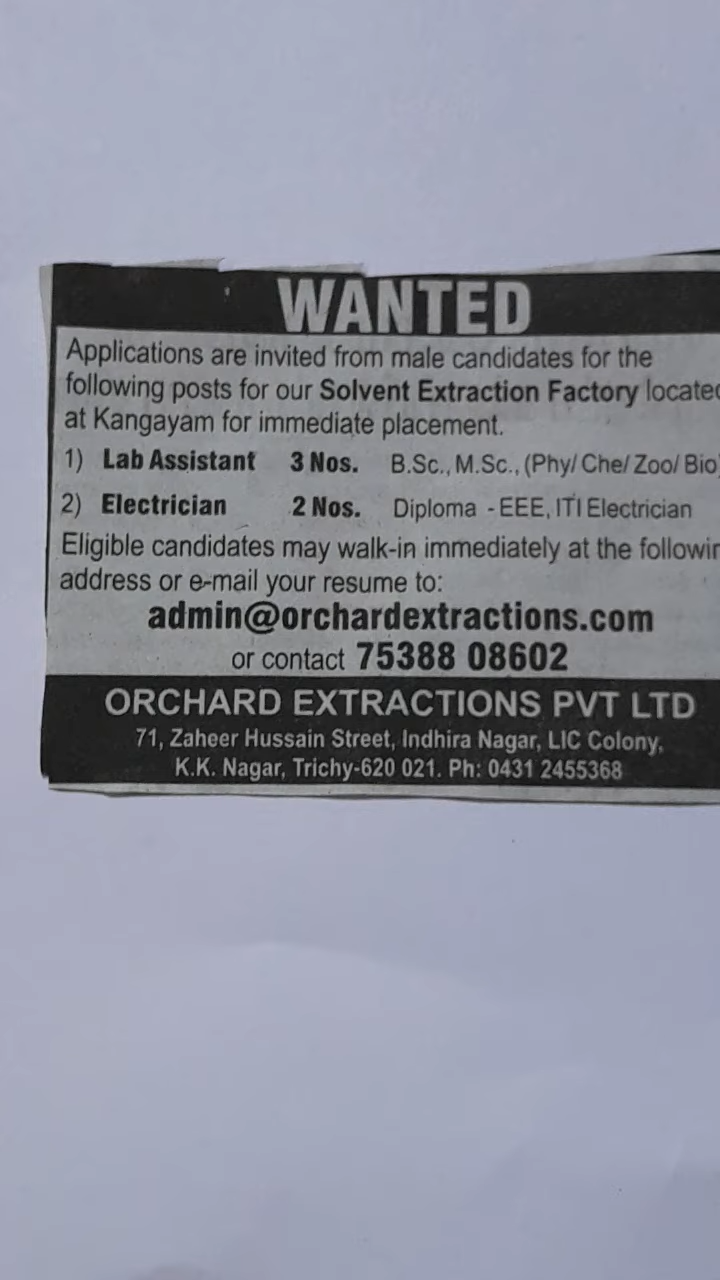 WANTED
Applications are invited from male candidates for the
following posts for our Solvent Extraction Factory locate
at Kangayam for immediate placement.
1) Lab Assistant 3 Nos. B.Sc., M.Sc., (Phy/ Che/ Zoo/ Bio)
2) Electrician 2 Nos. Diploma - EEE, ITI Electrician
Eligible candidates may walk-in immediately at the followin
address or e-mail your resume to:
admin@orchardextractions.com
or contact 75388 08602
ORCHARD EXTRACTIONS PVT LTD
71, Zaheer Hussain Street, Indhira Nagar, LIC Colony,
K.K. Nagar, Trichy-620 021. Ph: 0431 2455368